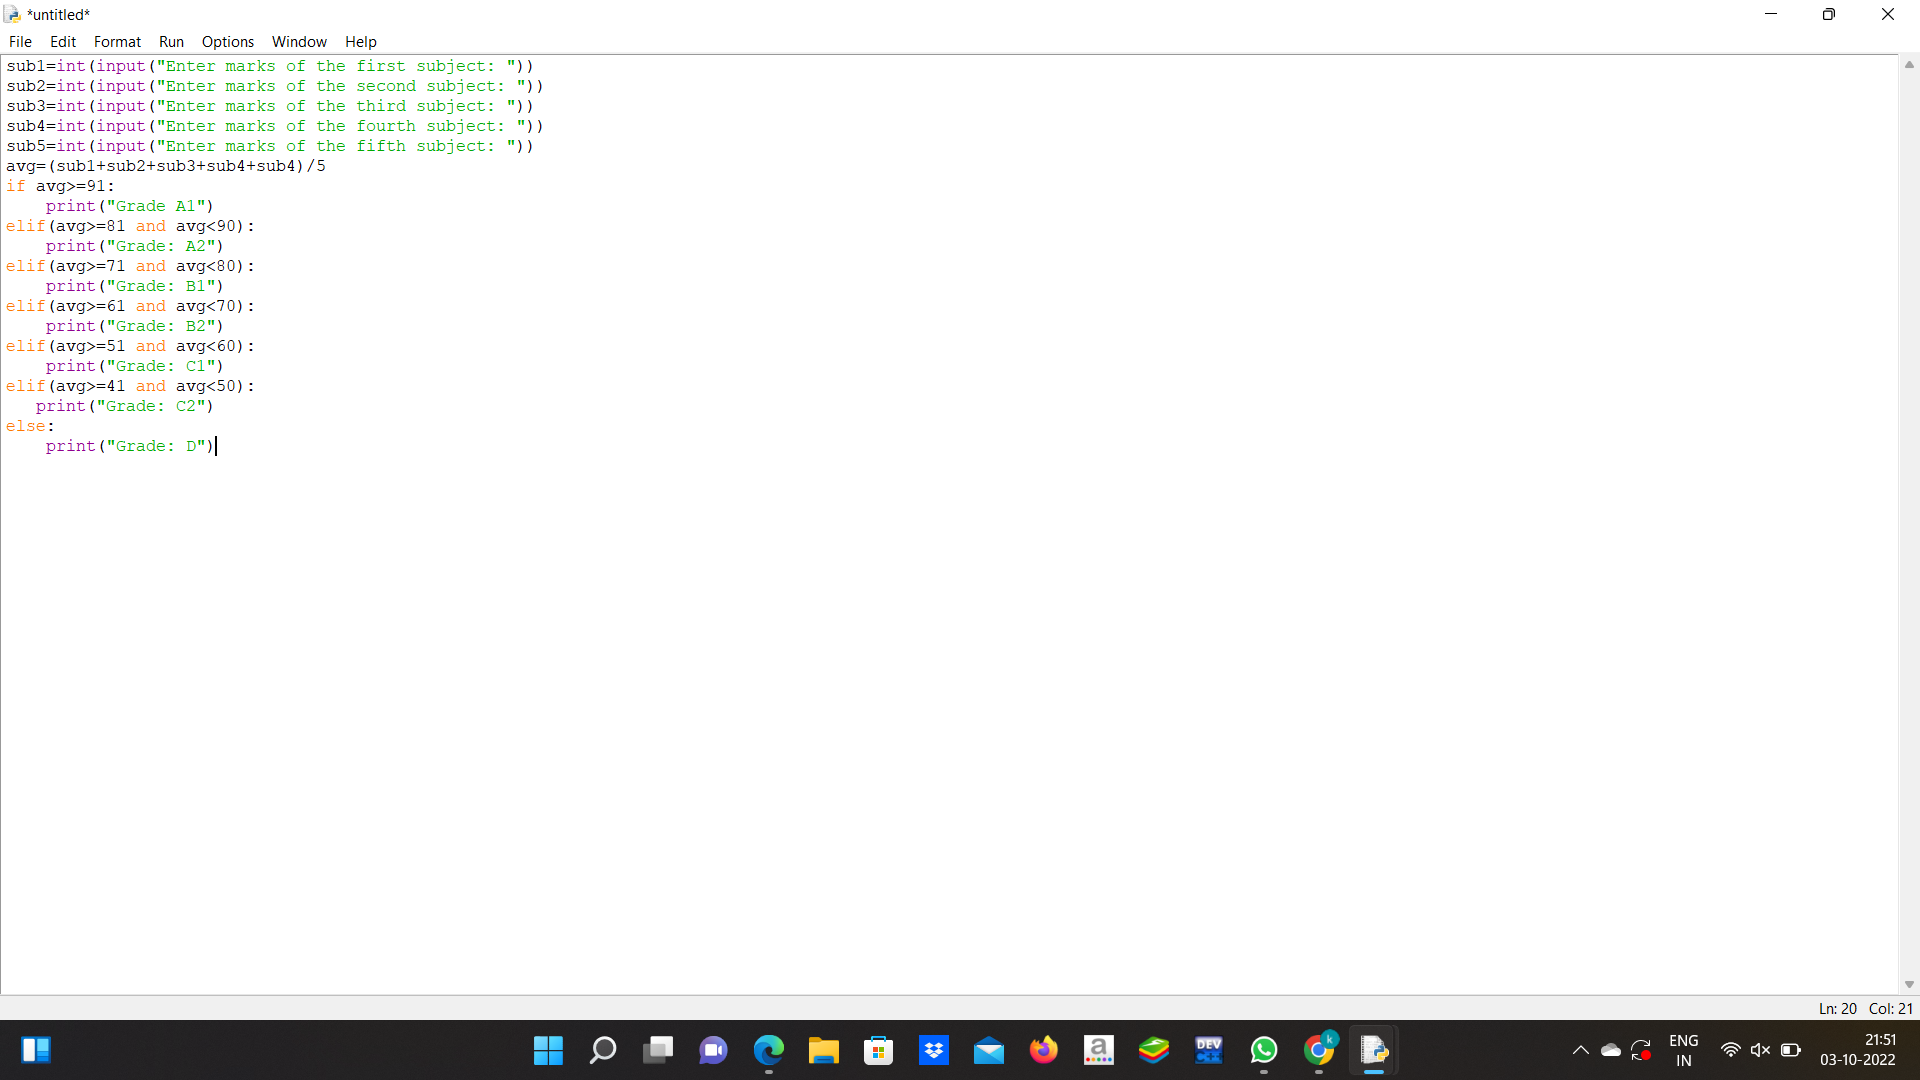 *untitled*
File Edit Format Run Options Window Help
sub1=int(input("Enter marks of the first subject: "))
sub2=int(input("Enter marks of the second subject: "))
sub3=int(input("Enter marks of the third subject: "))
sub4=int(input("Enter marks of the fourth subject: "))
sub5=int(input("Enter marks of the fifth subject: "))
avg=(sub1+sub2+sub3+sub4+sub4)/5
if avg>=91:
    print("Grade A1")
elif(avg>=81 and avg<90):
    print("Grade: A2")
elif(avg>=71 and avg<80):
    print("Grade: B1")
elif(avg>=61 and avg<70):
    print("Grade: B2")
elif(avg>=51 and avg<60):
    print("Grade: C1")
elif(avg>=41 and avg<50):
   print("Grade: C2")
else:
    print("Grade: D")
Ln: 20 Col: 21
a
DEV
C++
k
ENG
IN
21:51
03-10-2022